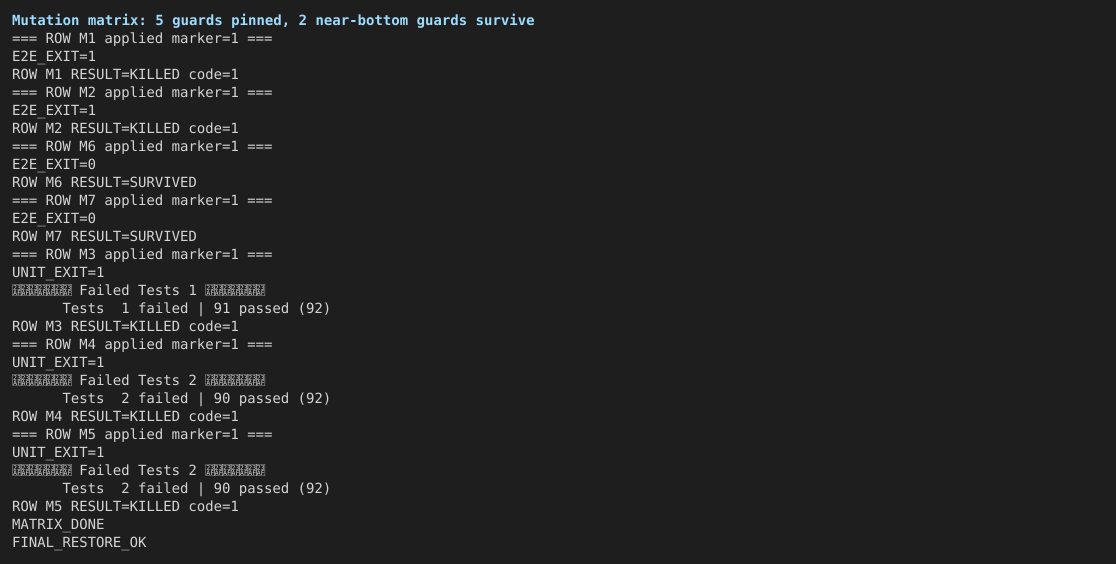 Mutation matrix: 5 guards pinned, 2 near-bottom guards survive
=== ROW M1 applied marker=1 ===
E2E_EXIT=1
ROW M1 RESULT=KILLED code=1
=== ROW M2 applied marker=1 ===
E2E_EXIT=1
ROW M2 RESULT=KILLED code=1
=== ROW M6 applied marker=1 ===
E2E_EXIT=0
ROW M6 RESULT=SURVIVED
=== ROW M7 applied marker=1 ===
E2E_EXIT=0
ROW M7 RESULT=SURVIVED
=== ROW M3 applied marker=1 ===
UNIT_EXIT=1
Failed Tests 1
Tests  1 failed | 91 passed (92)
ROW M3 RESULT=KILLED code=1
=== ROW M4 applied marker=1 ===
UNIT_EXIT=1
Failed Tests 2
Tests  2 failed | 90 passed (92)
ROW M4 RESULT=KILLED code=1
=== ROW M5 applied marker=1 ===
UNIT_EXIT=1
Failed Tests 2
Tests  2 failed | 90 passed (92)
ROW M5 RESULT=KILLED code=1
MATRIX_DONE
FINAL_RESTORE_OK